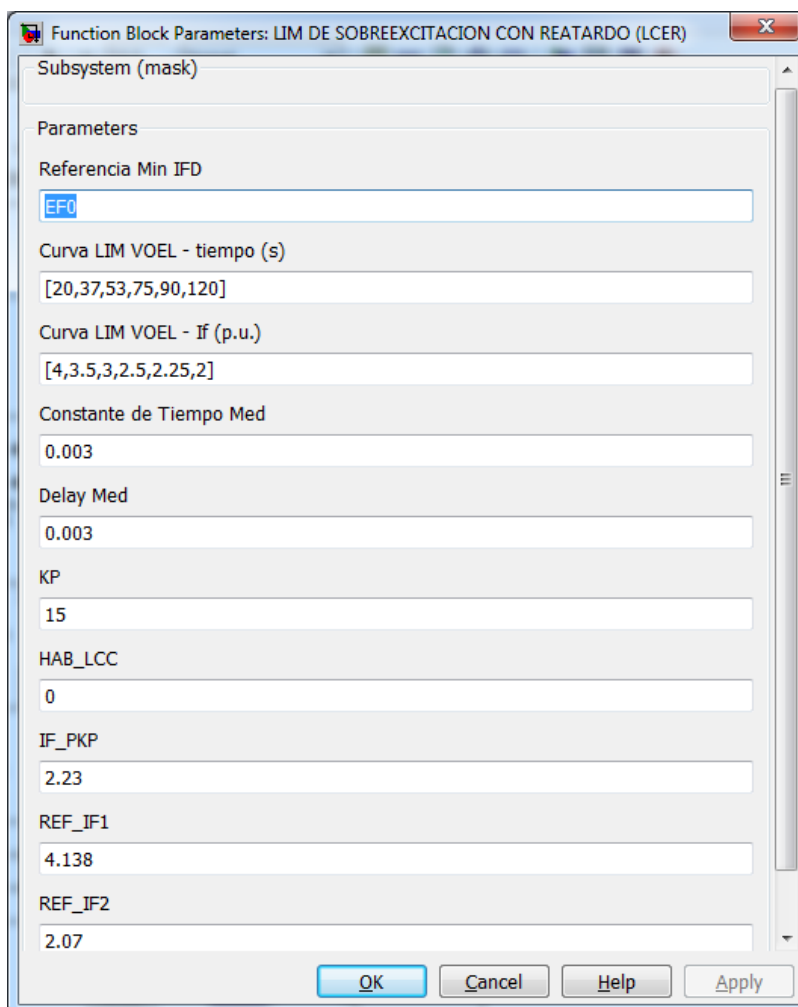 Function Block Parameters: LIM DE SOBREEXCITACION CON REATARDO (LCER)
Subsystem (mask)
Parameters
Referencia Min IFD
EF0
Curva LIM VOEL - tiempo (s)
[20,37,53,75,90,120]
Curva LIM VOEL - If (p.u.)
[4,3.5,3,2.5,2.25,2]
Constante de Tiempo Med
0.003
Delay Med
0.003
KP
15
HAB_LCC
0
IF_PKP
2.23
REF_IF1
4.138
REF_IF2
2.07
OK Cancel Help Apply